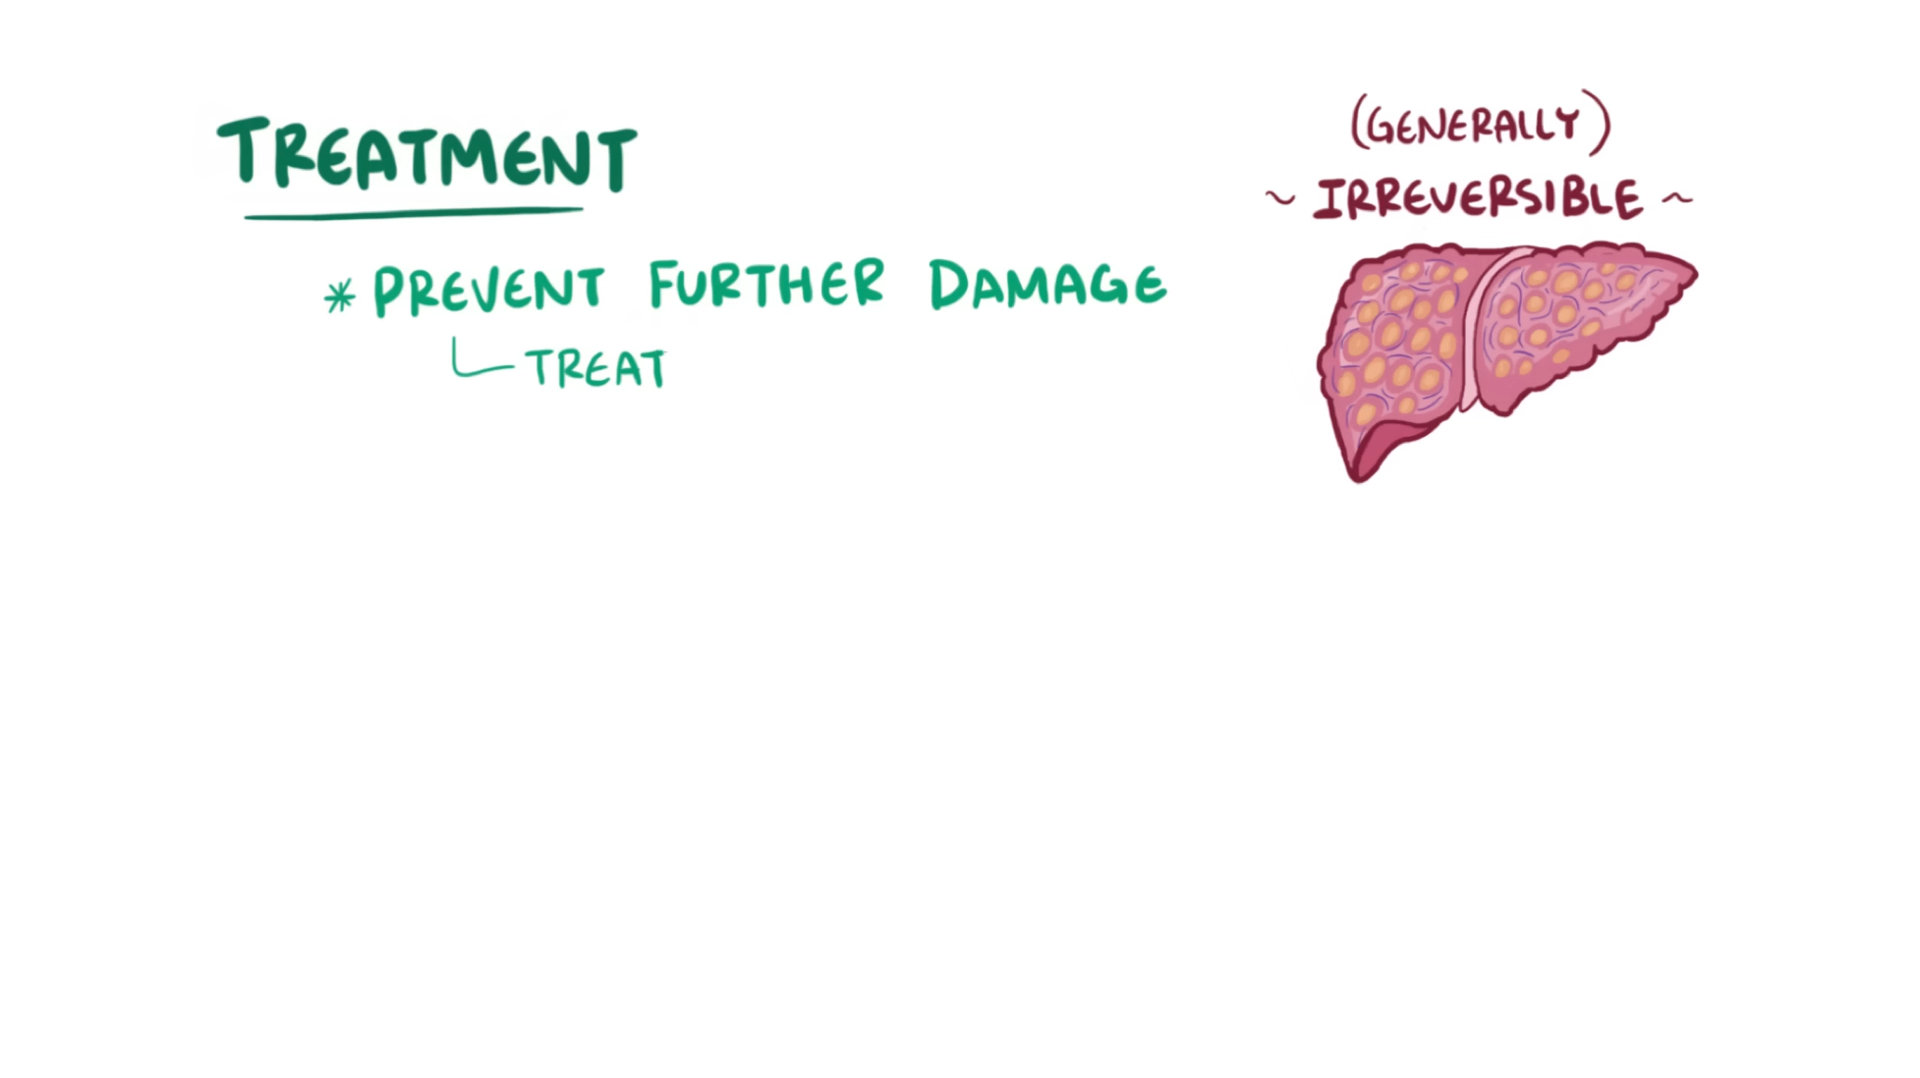 TREATMENT
* PREVENT FURTHER DAMAGE
TREAT
(GENERALLY)
~ IRREVERSIBLE ~